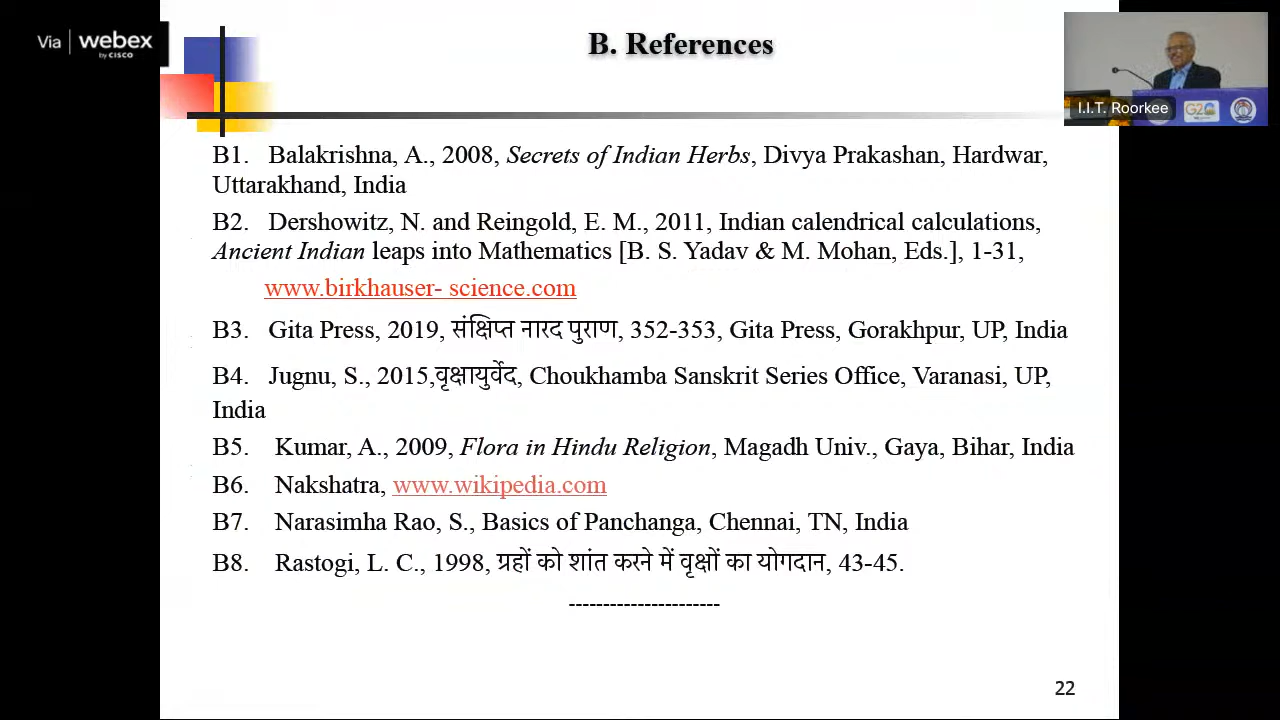 Via webex
by CISCO
B. References
I.I.T. Roorkee
G20
B1. Balakrishna, A., 2008, Secrets of Indian Herbs, Divya Prakashan, Hardwar,
Uttarakhand, India
B2. Dershowitz, N. and Reingold, E. M., 2011, Indian calendrical calculations,
Ancient Indian leaps into Mathematics [B. S. Yadav & M. Mohan, Eds.], 1-31,
www.birkhauser- science.com
B3. Gita Press, 2019, संक्षिप्त नारद पुराण, 352-353, Gita Press, Gorakhpur, UP, India
B4. Jugnu, S., 2015,वृक्षायुर्वेद, Choukhamba Sanskrit Series Office, Varanasi, UP,
India
B5. Kumar, A., 2009, Flora in Hindu Religion, Magadh Univ., Gaya, Bihar, India
B6. Nakshatra, www.wikipedia.com
B7. Narasimha Rao, S., Basics of Panchanga, Chennai, TN, India
B8. Rastogi, L. C., 1998, ग्रहों को शांत करने में वृक्षों का योगदान, 43-45.
----------------------
22